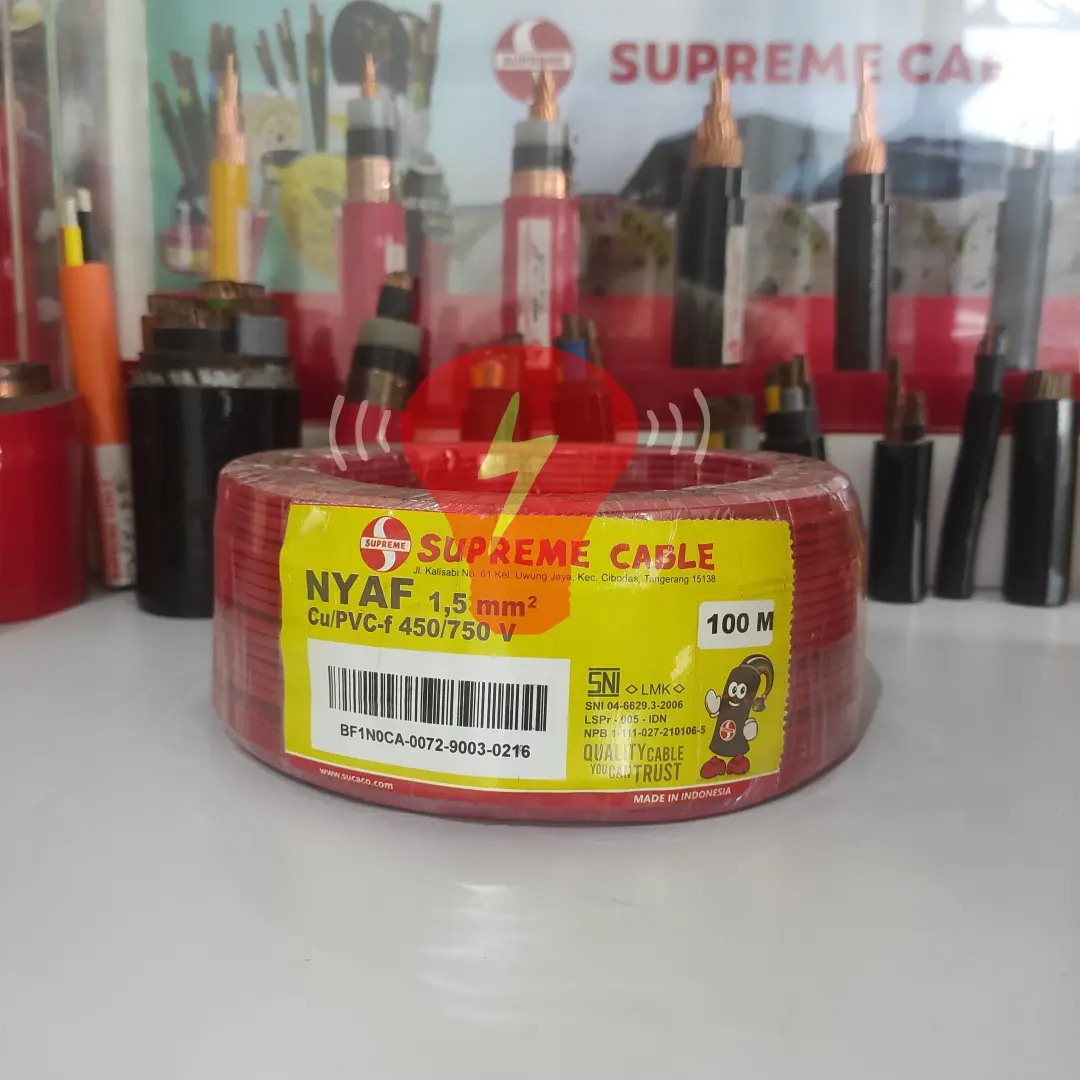 SUPREME
SUPREME CA
SUPREME
SUPREME CABLE
Jl. Kalisabi No. 61 Kel. Uwung Jaya, Kec. Cibodas, Tangerang 15138
NYAF 1,5 mm²
Cu/PVC-f 450/750 V
100 M
BF1N0CA-0072-9003-0216
SNI LMK
SNI 04-6629.3-2006
LSPr - 005 - IDN
NPB 1-111-027-210106-5
QUALITY CABLE
YOU CAN TRUST
www.sucaco.com
MADE IN INDONESIA